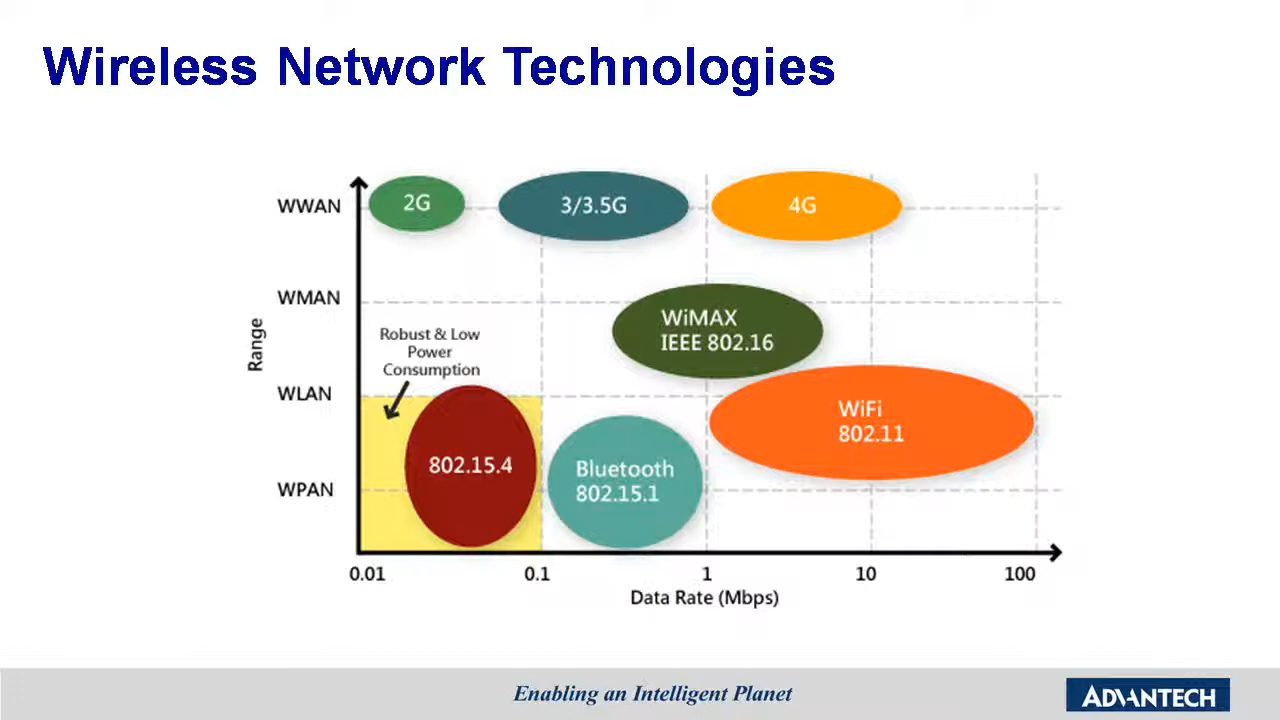 Wireless Network Technologies
WWAN
2G
3/3.5G
4G
WMAN
WiMAX
IEEE 802.16
Robust & Low
Power
Consumption
Range
WLAN
WiFi
802.11
802.15.4
Bluetooth
802.15.1
WPAN
0.01
0.1
1
10
100
Data Rate (Mbps)
Enabling an Intelligent Planet
ADVANTECH